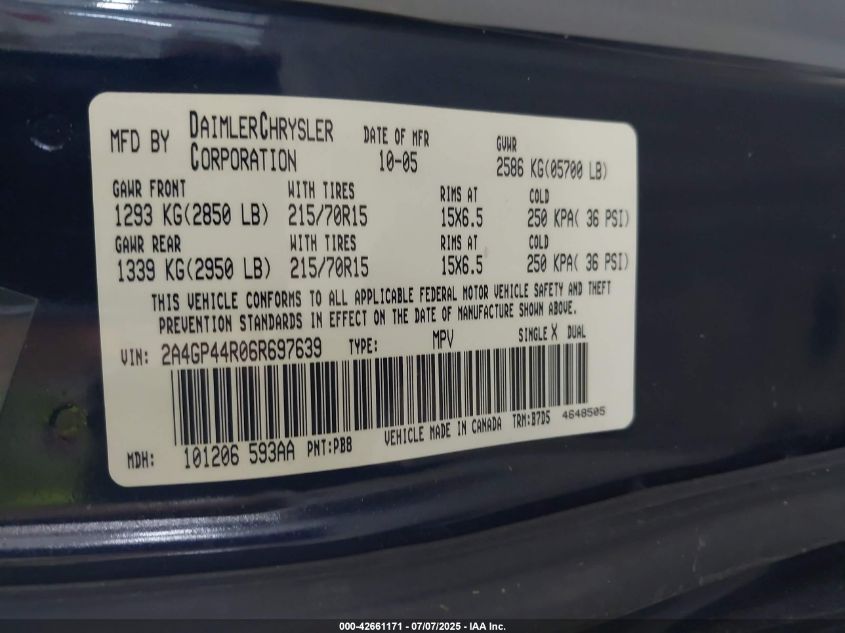 MFD BY DAIMLERCHRYSLER CORPORATION DATE OF MFR 10-05 GVWR 2586 KG(05700 LB)
GAWR FRONT WITH TIRES RIMS AT COLD
1293 KG(2850 LB) 215/70R15 15X6.5 250 KPA( 36 PSI)
GAWR REAR WITH TIRES RIMS AT COLD
1339 KG(2950 LB) 215/70R15 15X6.5 250 KPA( 36 PSI)
THIS VEHICLE CONFORMS TO ALL APPLICABLE FEDERAL MOTOR VEHICLE SAFETY AND THEFT
PREVENTION STANDARDS IN EFFECT ON THE DATE OF MANUFACTURE SHOWN ABOVE.
VIN: 2A4GP44R06R697639 TYPE: MPV SINGLE X DUAL
MDH: 101206 593AA PNT:PB8 VEHICLE MADE IN CANADA TRM:B7D5 4648505
000-42661171 - 07/07/2025 - IAA Inc.